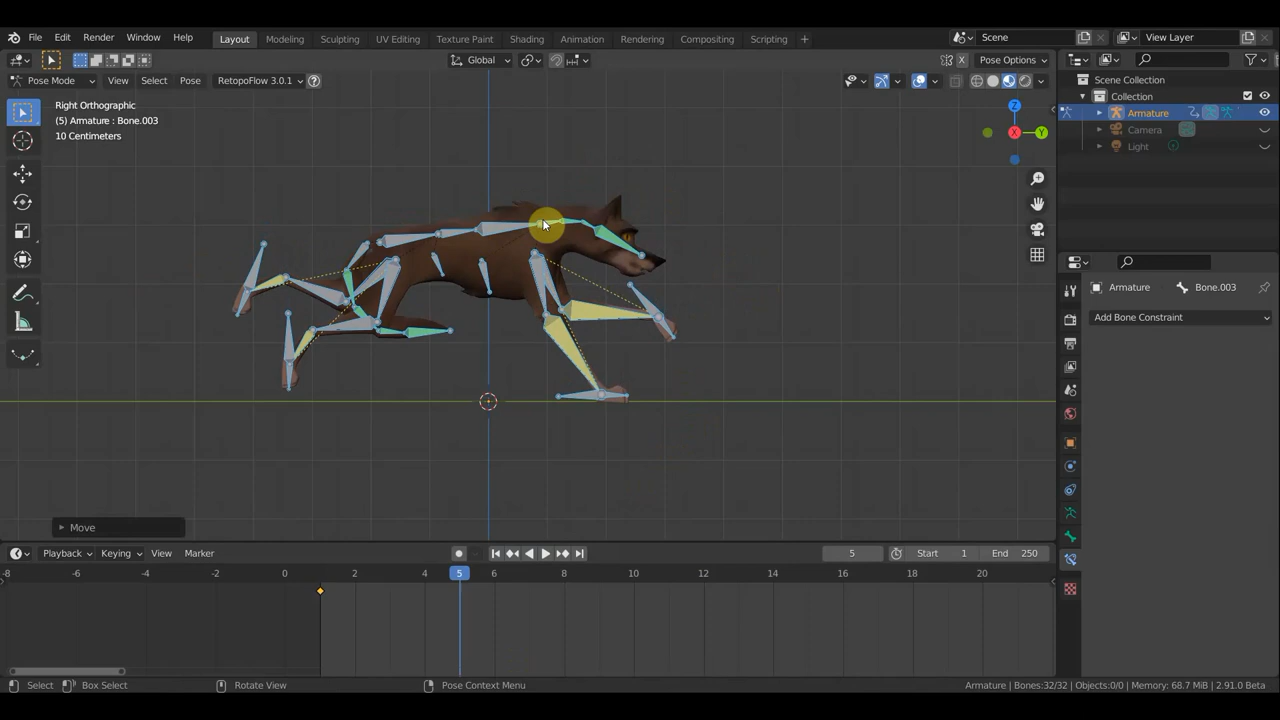 File Edit Render Window Help Layout Modeling Sculpting UV Editing Texture Paint Shading Animation Rendering Compositing Scripting + Scene View Layer
Global Pose Options
Pose Mode View Select Pose RetopoFlow 3.0.1
Right Orthographic
(5) Armature : Bone.003
10 Centimeters
Z
X
Y
Move
Scene Collection
Collection
Armature
Camera
Light
Armature Bone.003
Add Bone Constraint
Playback Keying View Marker 5 Start 1 End 250
-8 -6 -4 -2 0 2 4 5 6 8 10 12 14 16 18 20
Select Box Select Rotate View Pose Context Menu Armature | Bones:32/32 | Objects:0/0 | Memory: 68.7 MiB | 2.91.0 Beta